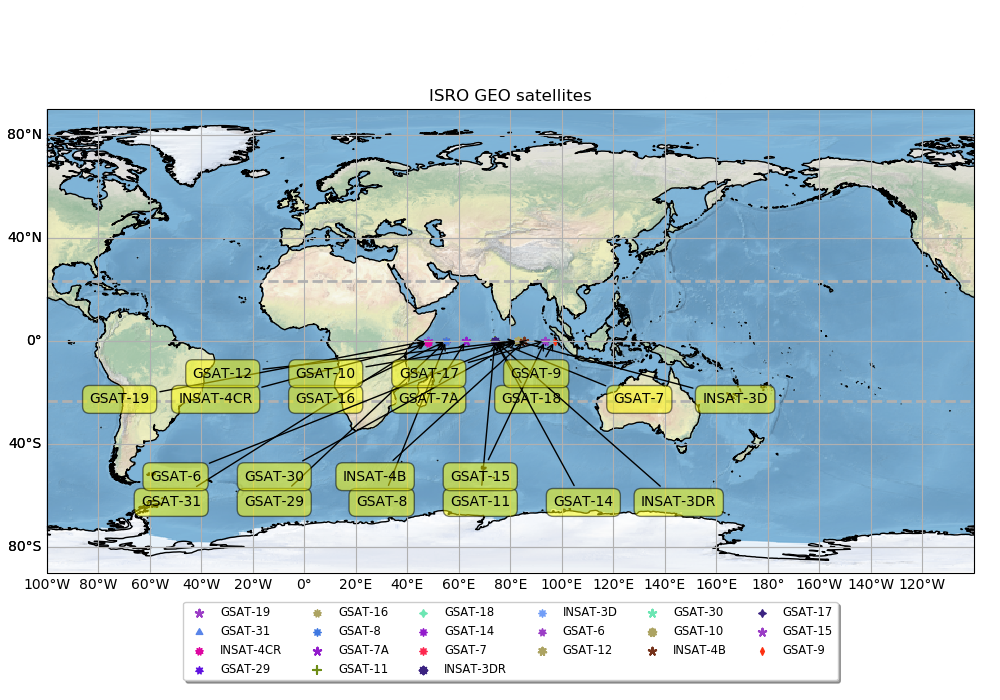 ISRO GEO satellites
80°N
40°N
0°
40°S
80°S
GSAT-12 GSAT-10 GSAT-17 GSAT-9
GSAT-19 INSAT-4CR GSAT-16 GSAT-7A GSAT-18 GSAT-7 INSAT-3D
GSAT-6 GSAT-30 INSAT-4B GSAT-15
GSAT-31 GSAT-29 GSAT-8 GSAT-11 GSAT-14 INSAT-3DR
100°W 80°W 60°W 40°W 20°W 0° 20°E 40°E 60°E 80°E 100°E 120°E 140°E 160°E 160°W 140°W 120°W
GSAT-19 GSAT-16 GSAT-18 INSAT-3D GSAT-30 GSAT-17
GSAT-31 GSAT-8 GSAT-14 GSAT-6 GSAT-10 GSAT-15
INSAT-4CR GSAT-7A GSAT-7 GSAT-12 INSAT-4B GSAT-9
GSAT-29 GSAT-11 INSAT-3DR